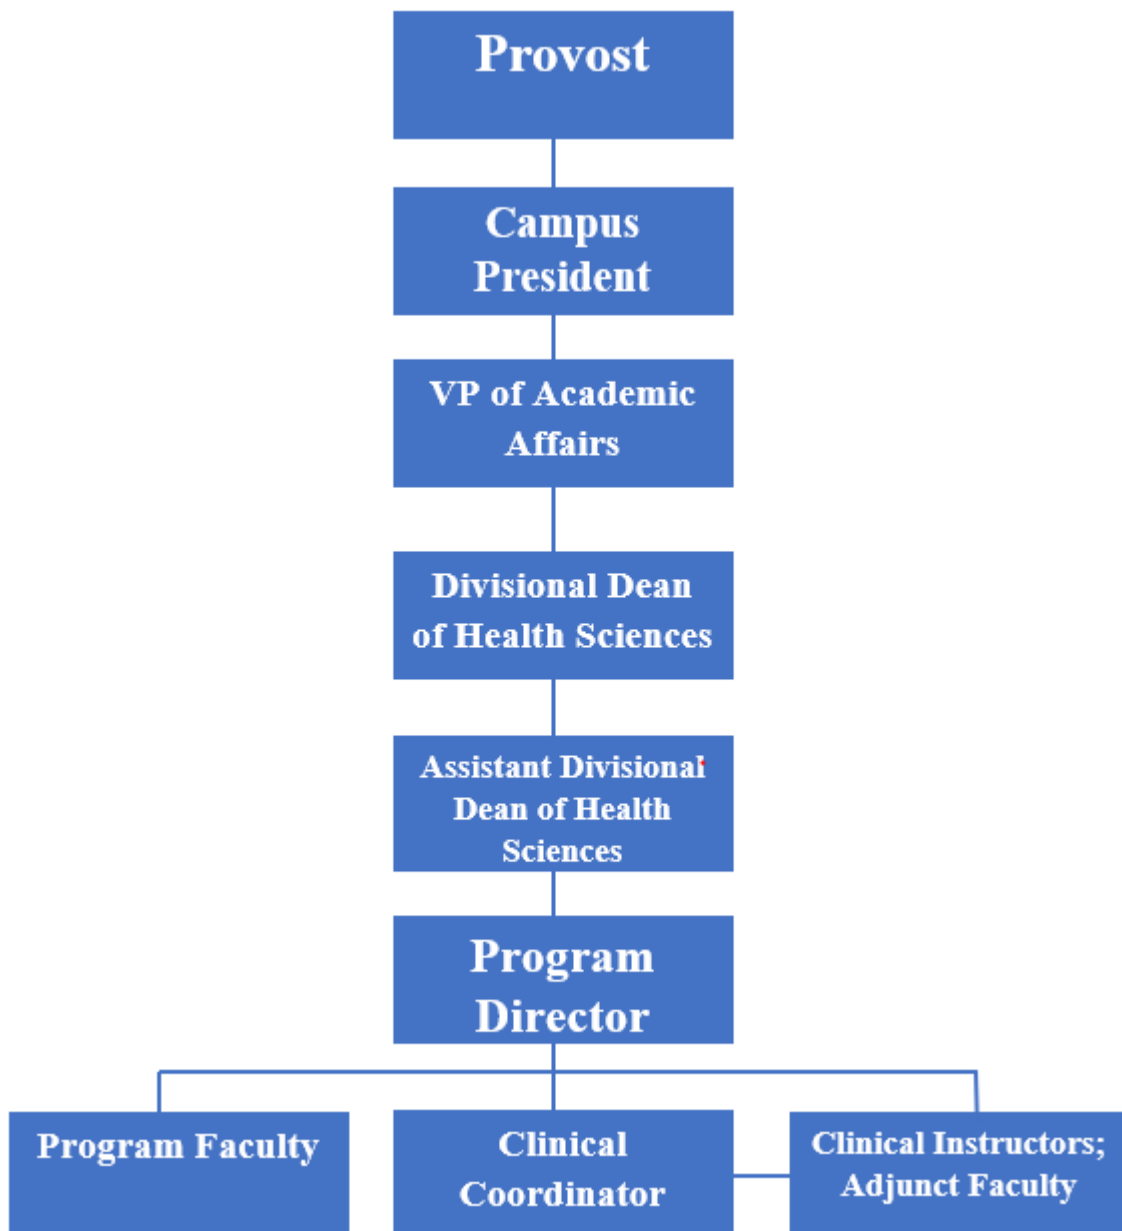 Provost
Campus
President
VP of Academic
Affairs
Divisional Dean
of Health Sciences
Assistant Divisional
Dean of Health
Sciences
Program
Director
Program Faculty
Clinical
Coordinator
Clinical Instructors;
Adjunct Faculty